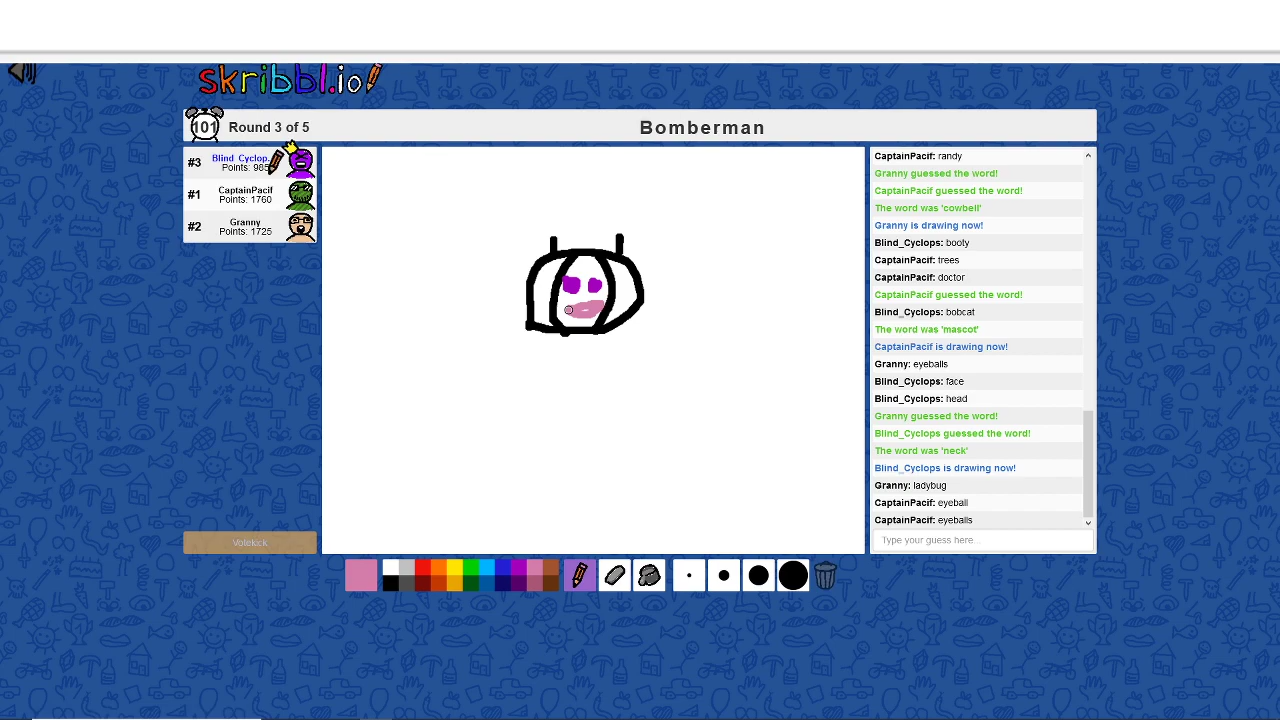 skribbl.io
101
Round 3 of 5
Bomberman
#3
Blind_Cyclop.
Points: 985
#1
CaptainPacif
Points: 1760
#2
Granny
Points: 1725
Votekick
CaptainPacif: randy
Granny guessed the word!
CaptainPacif guessed the word!
The word was 'cowbell'
Granny is drawing now!
Blind_Cyclops: booty
CaptainPacif: trees
CaptainPacif: doctor
CaptainPacif guessed the word!
Blind_Cyclops: bobcat
The word was 'mascot'
CaptainPacif is drawing now!
Granny: eyeballs
Blind_Cyclops: face
Blind_Cyclops: head
Granny guessed the word!
Blind_Cyclops guessed the word!
The word was 'neck'
Blind_Cyclops is drawing now!
Granny: ladybug
CaptainPacif: eyeball
CaptainPacif: eyeballs
Type your guess here...